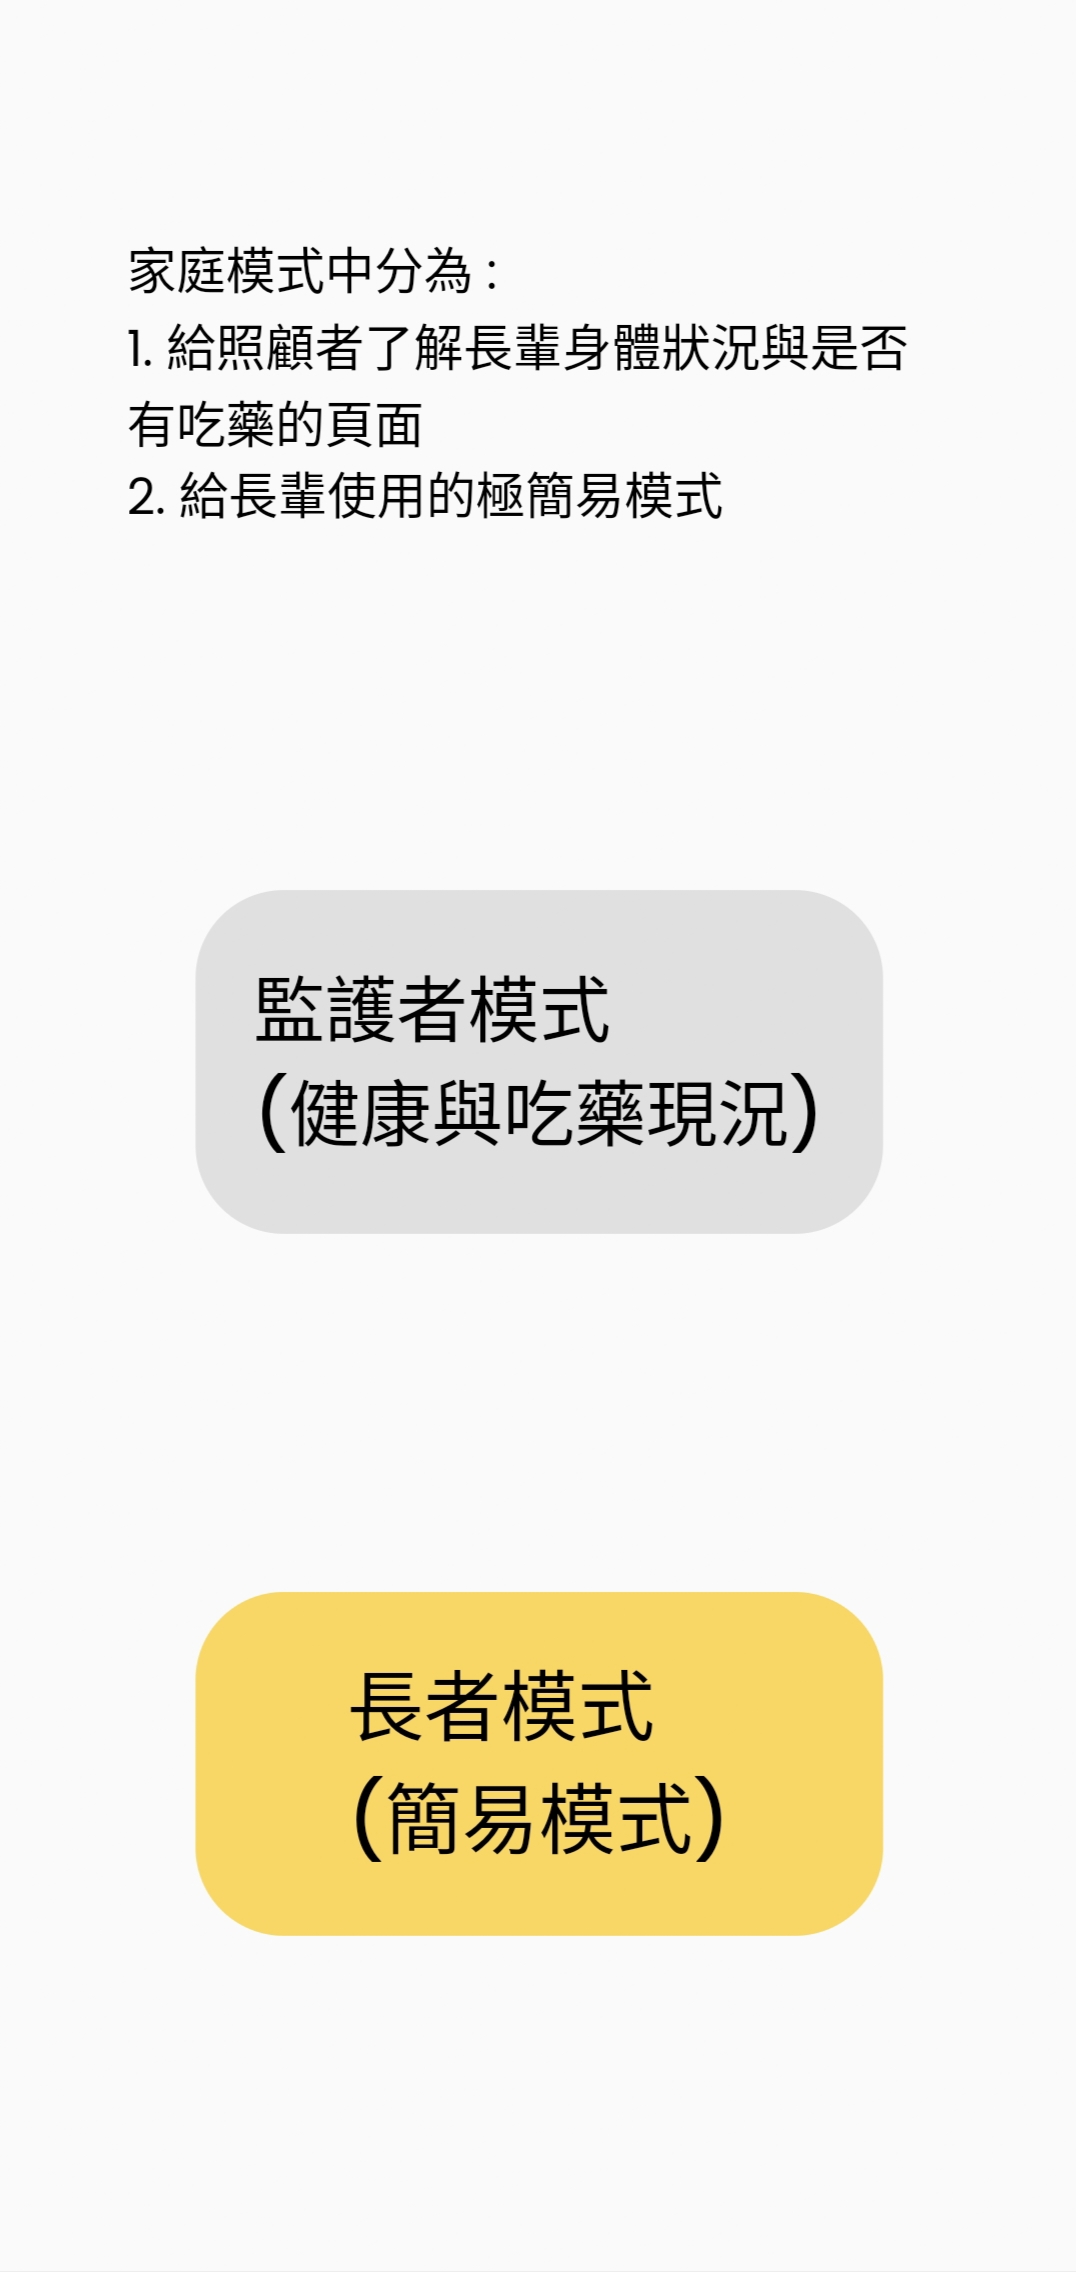 家庭模式中分為 :
1. 給照顧者了解長輩身體狀況與是否
有吃藥的頁面
2. 給長輩使用的極簡易模式
監護者模式
(健康與吃藥現況)
長者模式
(簡易模式)